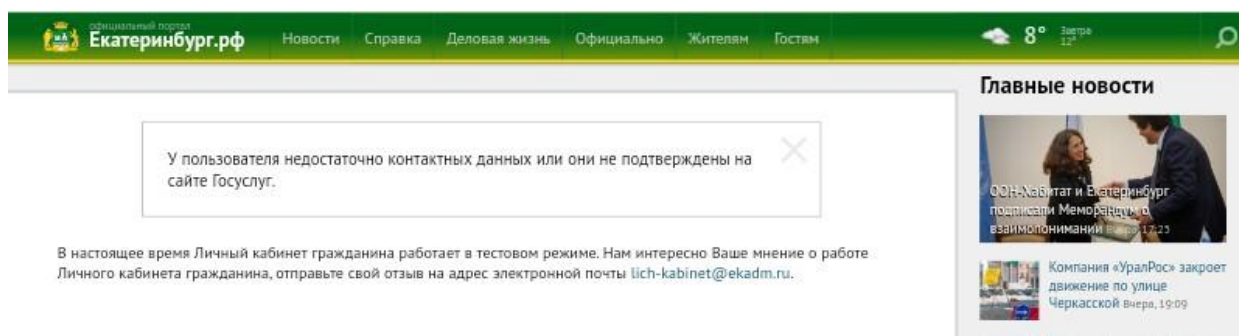 официальный портал
Екатеринбург.рф
Новости Справка Деловая жизнь Официально Жителям Гостям
8° Завтра
12°
Главные новости
У пользователя недостаточно контактных данных или они не подтверждены на
сайте Госуслуг.
ООН-Хабитат и Екатеринбург
подписали Меморандум о
взаимопонимании Вчера, 17:23
В настоящее время Личный кабинет гражданина работает в тестовом режиме. Нам интересно Ваше мнение о работе
Личного кабинета гражданина, отправьте свой отзыв на адрес электронной почты lich-kabinet@ekadm.ru.
Компания «УралРос» закроет
движение по улице
Черкасской Вчера, 19:09